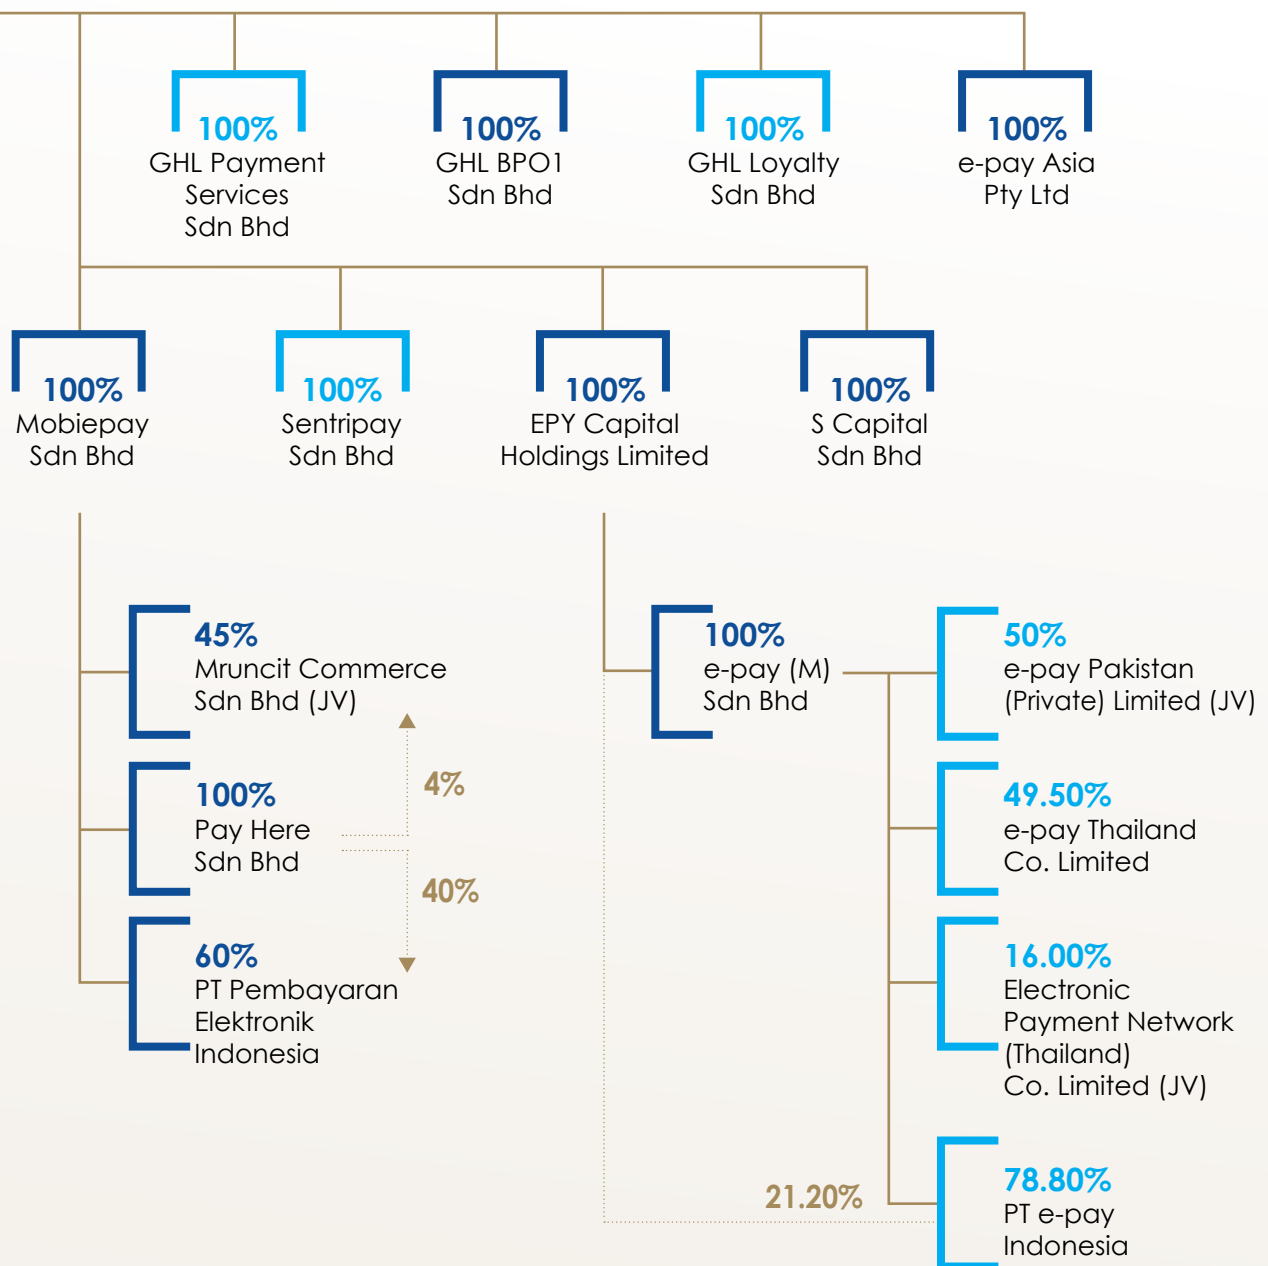 100%
GHL Payment
Services
Sdn Bhd
100%
GHL BPO1
Sdn Bhd
100%
GHL Loyalty
Sdn Bhd
100%
e-pay Asia
Pty Ltd
100%
Mobiepay
Sdn Bhd
100%
Sentripay
Sdn Bhd
100%
EPY Capital
Holdings Limited
100%
S Capital
Sdn Bhd
45%
Mruncit Commerce
Sdn Bhd (JV)
4%
100%
Pay Here
Sdn Bhd
40%
60%
PT Pembayaran
Elektronik
Indonesia
100%
e-pay (M)
Sdn Bhd
50%
e-pay Pakistan
(Private) Limited (JV)
49.50%
e-pay Thailand
Co. Limited
16.00%
Electronic
Payment Network
(Thailand)
Co. Limited (JV)
21.20%
78.80%
PT e-pay
Indonesia